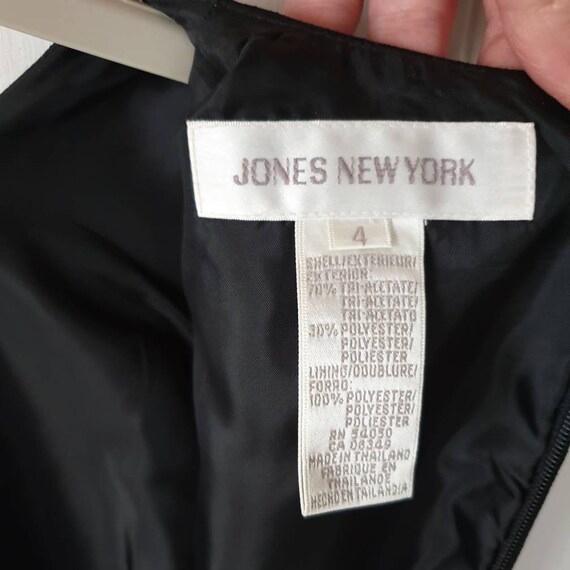 JONES NEW YORK
4
SHELL/EXTERIEUR/
EXTERIOR:
70% TRI-ACETATE/
TRI-ACETATE/
TRI-ACETATO
30% POLYESTER/
POLYESTER/
POLIESTER
LINING/DOUBLURE/
FORRO:
100% POLYESTER/
POLYESTER/
POLIESTER
RN 54050
CA 08349
MADE IN THAILAND
FABRIQUE EN
THAILANDE
HECHO EN TAILANDIA